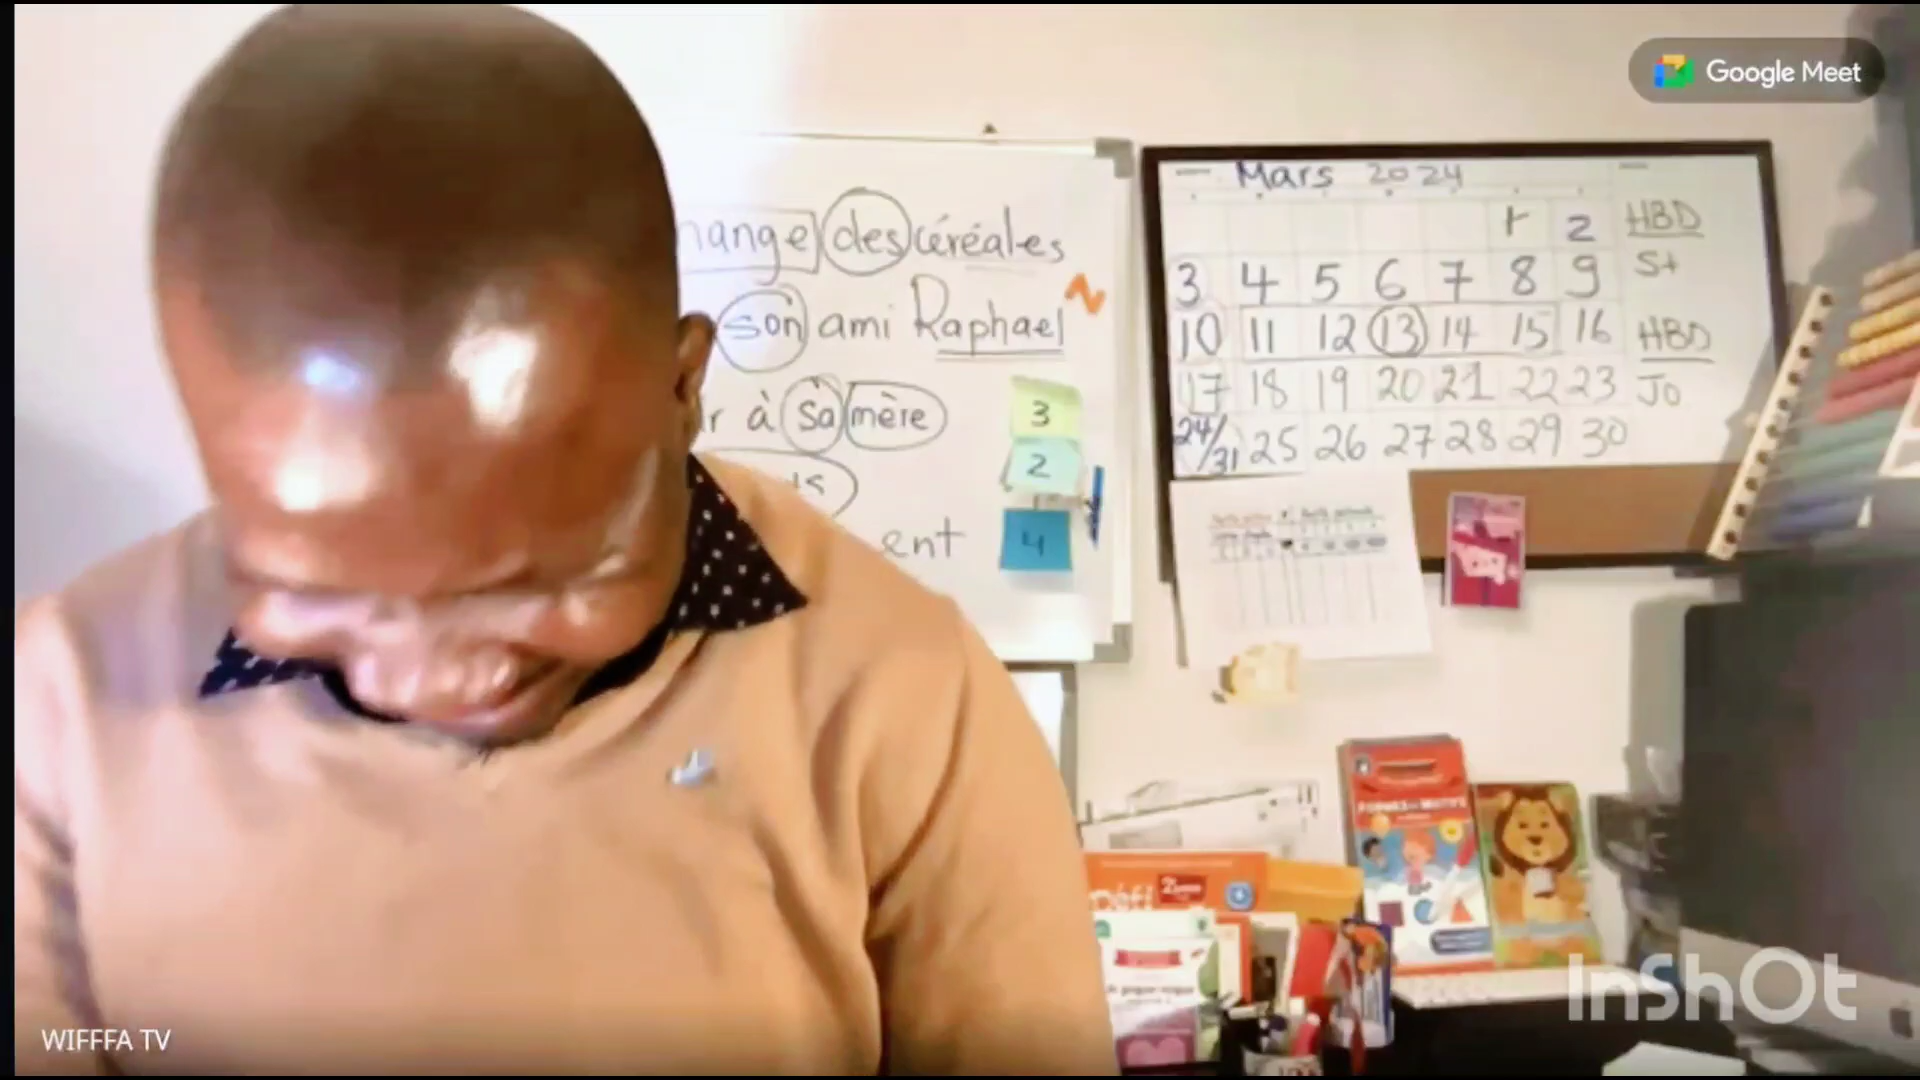 Google Meet
ange des céréales
son ami Raphael
r à sa mère
3
2
ent
4
Mars 2024
1 2 HBD
3 4 5 6 7 8 9 St
10 11 12 13 14 15 16 HBD
17 18 19 20 21 22 23 JO
24/31 25 26 27 28 29 30
Défi
InShOt
WIFFFA TV